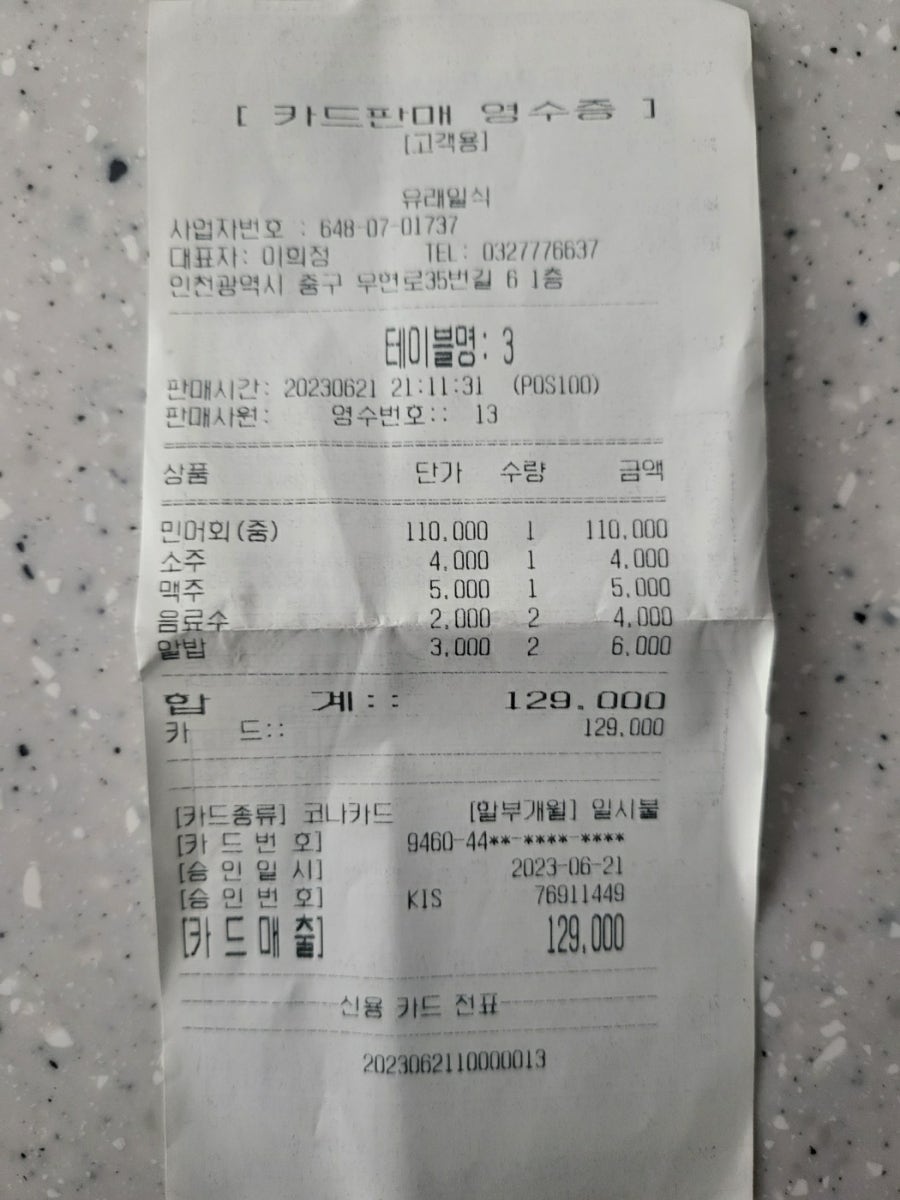 [ 카드판매 영수증 ]
[고객용]
유래일식
사업자번호 : 648-07-01737
대표자: 이희정 TEL: 0327776637
인천광역시 중구 우현로35번길 6 1층
테이블명: 3
판매시간: 20230621 21:11:31 (POS100)
판매사원: 영수번호:: 13
상품 단가 수량 금액
민어회(중) 110,000 1 110,000
소주 4,000 1 4,000
맥주 5,000 1 5,000
음료수 2,000 2 4,000
알밥 3,000 2 6,000
합 계:: 129,000
카 드:: 129,000
[카드종류] 코나카드 [할부개월] 일시불
[카 드 번 호] 9460-44**-****-****
[승 인 일 시] 2023-06-21
[승 인 번 호] KIS 76911449
[카 드 매 출] 129,000
신용 카드 전표
2023062110000013